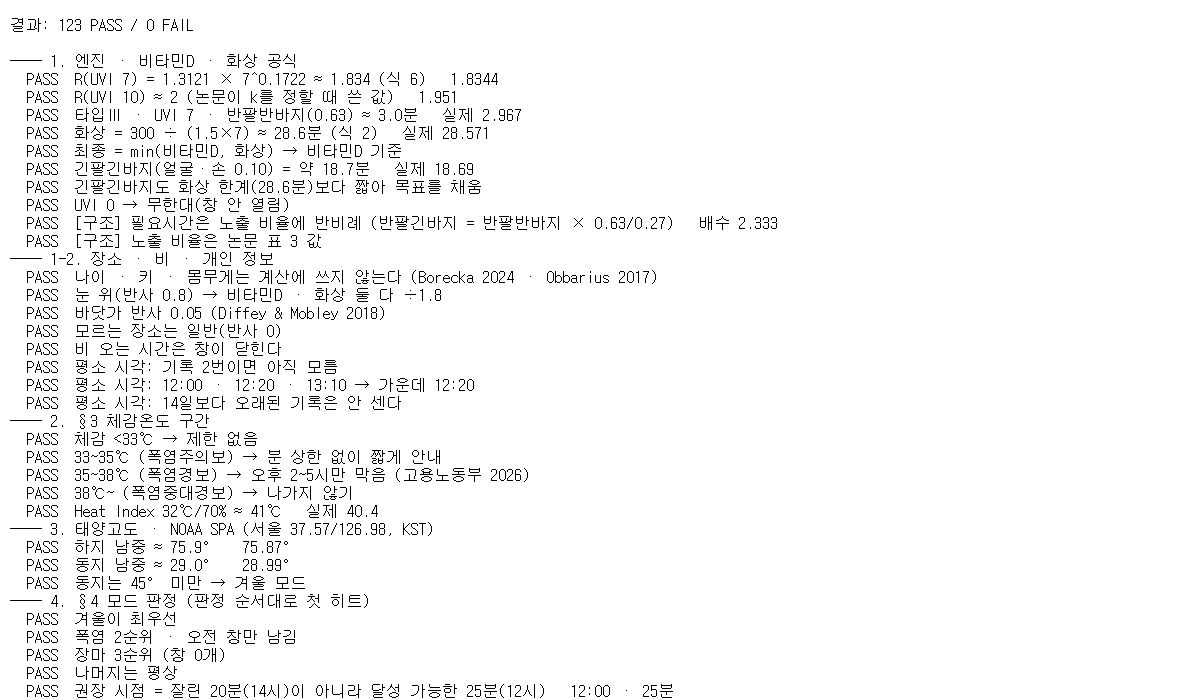 결과: 123 PASS / 0 FAIL
─── 1. 엔진 · 비타민D · 화상 공식
PASS R(UVI 7) = 1.3121 × 7^0.1722 ≈ 1.834 (식 6) 1.8344
PASS R(UVI 10) ≈ 2 (논문이 k를 정할 때 쓴 값) 1.951
PASS 타입Ⅲ · UVI 7 · 반팔반바지(0.63) ≈ 3.0분 실제 2.967
PASS 화상 = 300 ÷ (1.5×7) ≈ 28.6분 (식 2) 실제 28.571
PASS 최종 = min(비타민D, 화상) → 비타민D 기준
PASS 긴팔긴바지(얼굴·손 0.10) = 약 18.7분 실제 18.69
PASS 긴팔긴바지도 화상 한계(28.6분)보다 짧아 목표를 채움
PASS UVI 0 → 무한대(창 안 열림)
PASS [구조] 필요시간은 노출 비율에 반비례 (반팔긴바지 = 반팔반바지 × 0.63/0.27) 배수 2.333
PASS [구조] 노출 비율은 논문 표 3 값
─── 1-2. 장소 · 비 · 개인 정보
PASS 나이 · 키 · 몸무게는 계산에 쓰지 않는다 (Borecka 2024 · Obbarius 2017)
PASS 눈 위(반사 0.8) → 비타민D · 화상 둘 다 ÷1.8
PASS 바닷가 반사 0.05 (Diffey & Mobley 2018)
PASS 모르는 장소는 일반(반사 0)
PASS 비 오는 시간은 창이 닫힌다
PASS 평소 시각: 기록 2번이면 아직 모름
PASS 평소 시각: 12:00 · 12:20 · 13:10 → 가운데 12:20
PASS 평소 시각: 14일보다 오래된 기록은 안 센다
─── 2. §3 체감온도 구간
PASS 체감 <33℃ → 제한 없음
PASS 33~35℃ (폭염주의보) → 분 상한 없이 짧게 안내
PASS 35~38℃ (폭염경보) → 오후 2~5시만 막음 (고용노동부 2026)
PASS 38℃~ (폭염중대경보) → 나가지 않기
PASS Heat Index 32℃/70% ≈ 41℃ 실제 40.4
─── 3. 태양고도 · NOAA SPA (서울 37.57/126.98, KST)
PASS 하지 남중 ≈ 75.9° 75.87°
PASS 동지 남중 ≈ 29.0° 28.99°
PASS 동지는 45° 미만 → 겨울 모드
─── 4. §4 모드 판정 (판정 순서대로 첫 히트)
PASS 겨울이 최우선
PASS 폭염 2순위 · 오전 창만 남김
PASS 장마 3순위 (창 0개)
PASS 나머지는 평상
PASS 권장 시점 = 잘린 20분(14시)이 아니라 달성 가능한 25분(12시) 12:00 · 25분